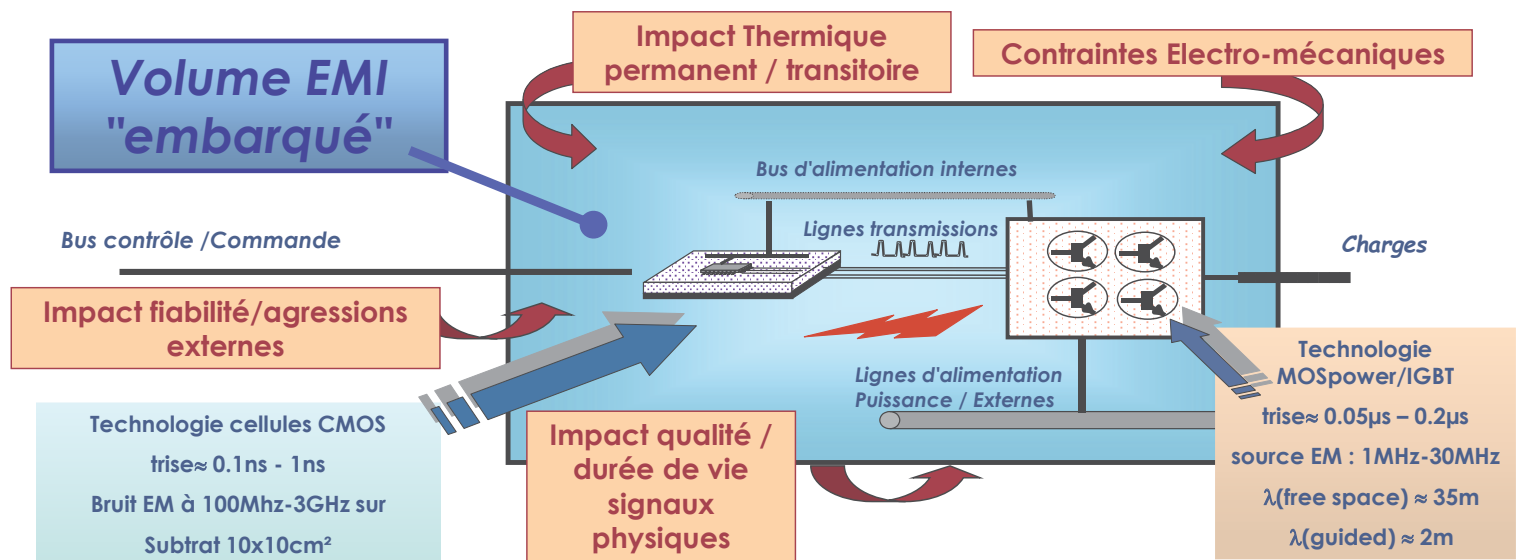 Impact Thermique
permanent / transitoire
Contraintes Electro-mécaniques
Volume EMI
"embarqué"
Bus d'alimentation internes
Bus contrôle /Commande
Lignes transmissions
Charges
Impact fiabilité/agressions
externes
Lignes d'alimentation
Puissance / Externes
Technologie
MOSpower/IGBT
trise≈ 0.05µs – 0.2µs
source EM : 1MHz-30MHz
λ(free space) ≈ 35m
λ(guided) ≈ 2m
Technologie cellules CMOS
trise≈ 0.1ns - 1ns
Bruit EM à 100Mhz-3GHz sur
Subtrat 10x10cm²
Impact qualité /
durée de vie
signaux
physiques